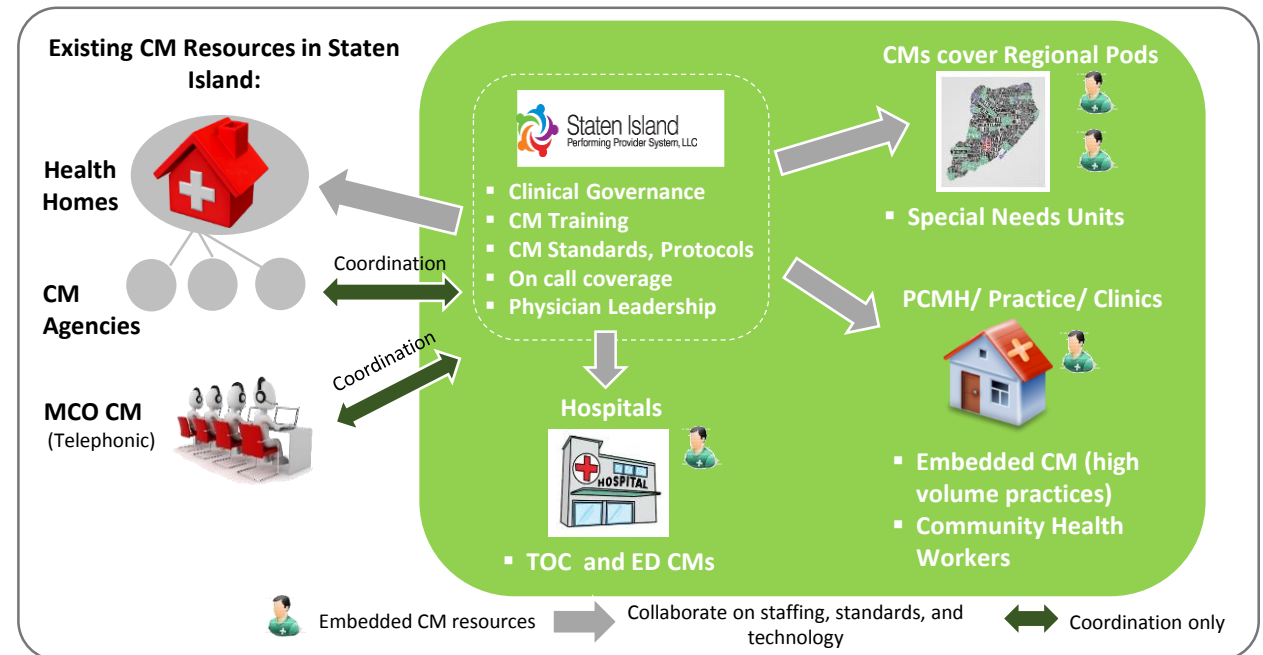 Existing CM Resources in Staten
Island:
Health
Homes
CM
Agencies
MCO CM
(Telephonic)
Coordination
Coordination
Staten Island
Performing Provider System, LLC
▪ Clinical Governance
▪ CM Training
▪ CM Standards, Protocols
▪ On call coverage
▪ Physician Leadership
Hospitals
HOSPITAL
▪ TOC and ED CMs
CMs cover Regional Pods
▪ Special Needs Units
PCMH/ Practice/ Clinics
▪ Embedded CM (high
volume practices)
▪ Community Health
Workers
Embedded CM resources
Collaborate on staffing, standards, and
technology
Coordination only